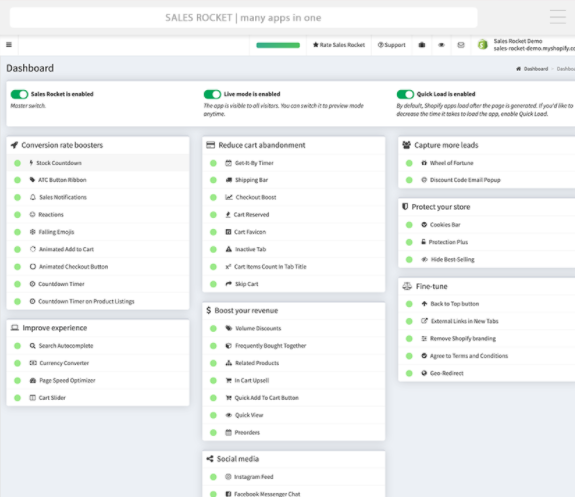 SALES ROCKET | many apps in one
Rate Sales Rocket
Support
Sales Rocket Demo
sales-rocket-demo.myshopify.co
Dashboard
Dashboard - Dashboa
Sales Rocket is enabled
Master switch.
Live mode is enabled
The app is visible to all visitors. You can switch it to preview mode
anytime.
Quick Load is enabled
By default, Shopify apps load after the page is generated. If you'd like to
decrease the time it takes to load the app, enable Quick Load.
Conversion rate boosters
Stock Countdown
ATC Button Ribbon
Sales Notifications
Reactions
Falling Emojis
Animated Add to Cart
Animated Checkout Button
Countdown Timer
Countdown Timer on Product Listings
Improve experience
Search Autocomplete
Currency Converter
Page Speed Optimizer
Cart Slider
Reduce cart abandonment
Get-It-By Timer
Shipping Bar
Checkout Boost
Cart Reserved
Cart Favicon
Inactive Tab
x² Cart Items Count In Tab Title
Skip Cart
$ Boost your revenue
Volume Discounts
Frequently Bought Together
Related Products
In Cart Upsell
Quick Add To Cart Button
Quick View
Preorders
Social media
Instagram Feed
Facebook Messenger Chat
Capture more leads
Wheel of Fortune
Discount Code Email Popup
Protect your store
Cookies Bar
Protection Plus
Hide Best-Selling
Fine-tune
Back to Top button
External Links in New Tabs
Remove Shopify branding
Agree to Terms and Conditions
Geo-Redirect